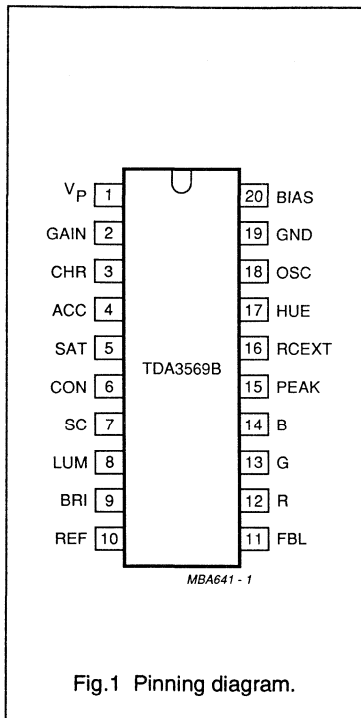 VP 1 20 BIAS
GAIN 2 19 GND
CHR 3 18 OSC
ACC 4 17 HUE
SAT 5 16 RCEXT
TDA3569B
CON 6 15 PEAK
SC 7 14 B
LUM 8 13 G
BRI 9 12 R
REF 10 11 FBL
MBA641 - 1
Fig.1 Pinning diagram.